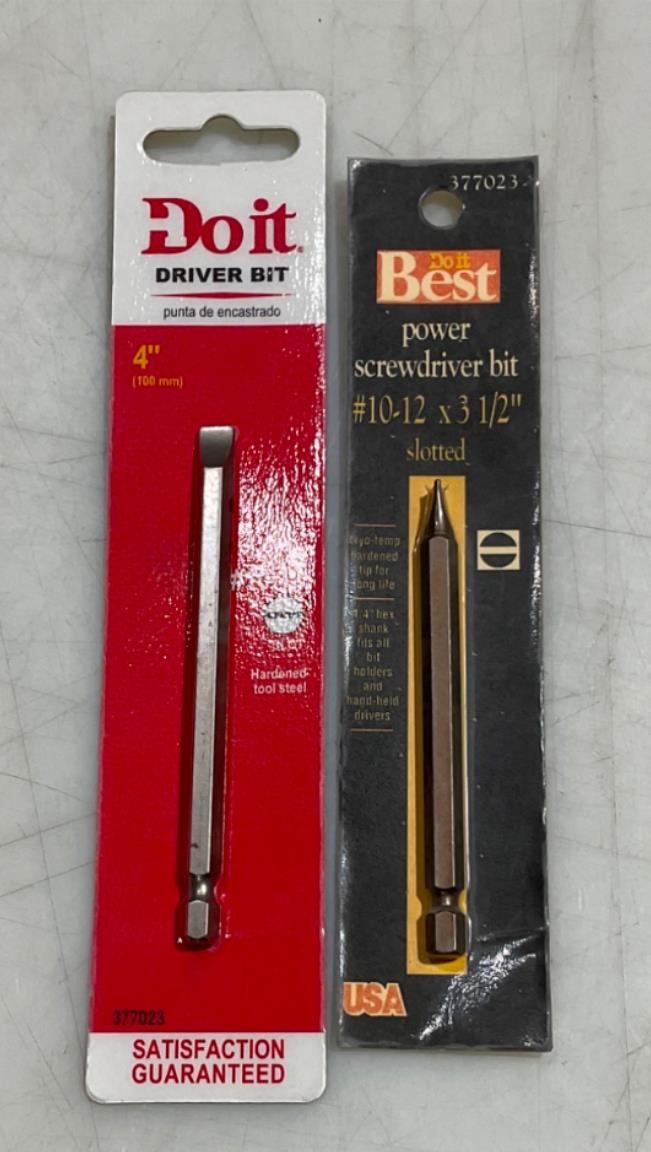 Do it
DRIVER BIT
punta de encastrado
4"
(100 mm)
Hardened
tool steel
377023
SATISFACTION
GUARANTEED
377023
Do it
Best
power
screwdriver bit
#10-12 x 3 1/2"
slotted
hardened
tip for
long life
1/4" hex
shank
fits all
bit
holders
and
hand-held
drivers
USA